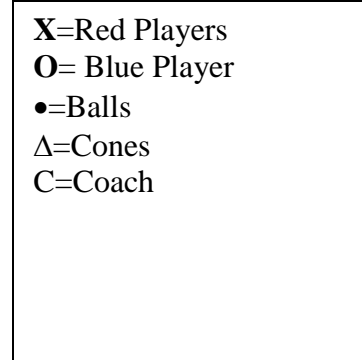 X=Red Players
O= Blue Player
•=Balls
Δ=Cones
C=Coach